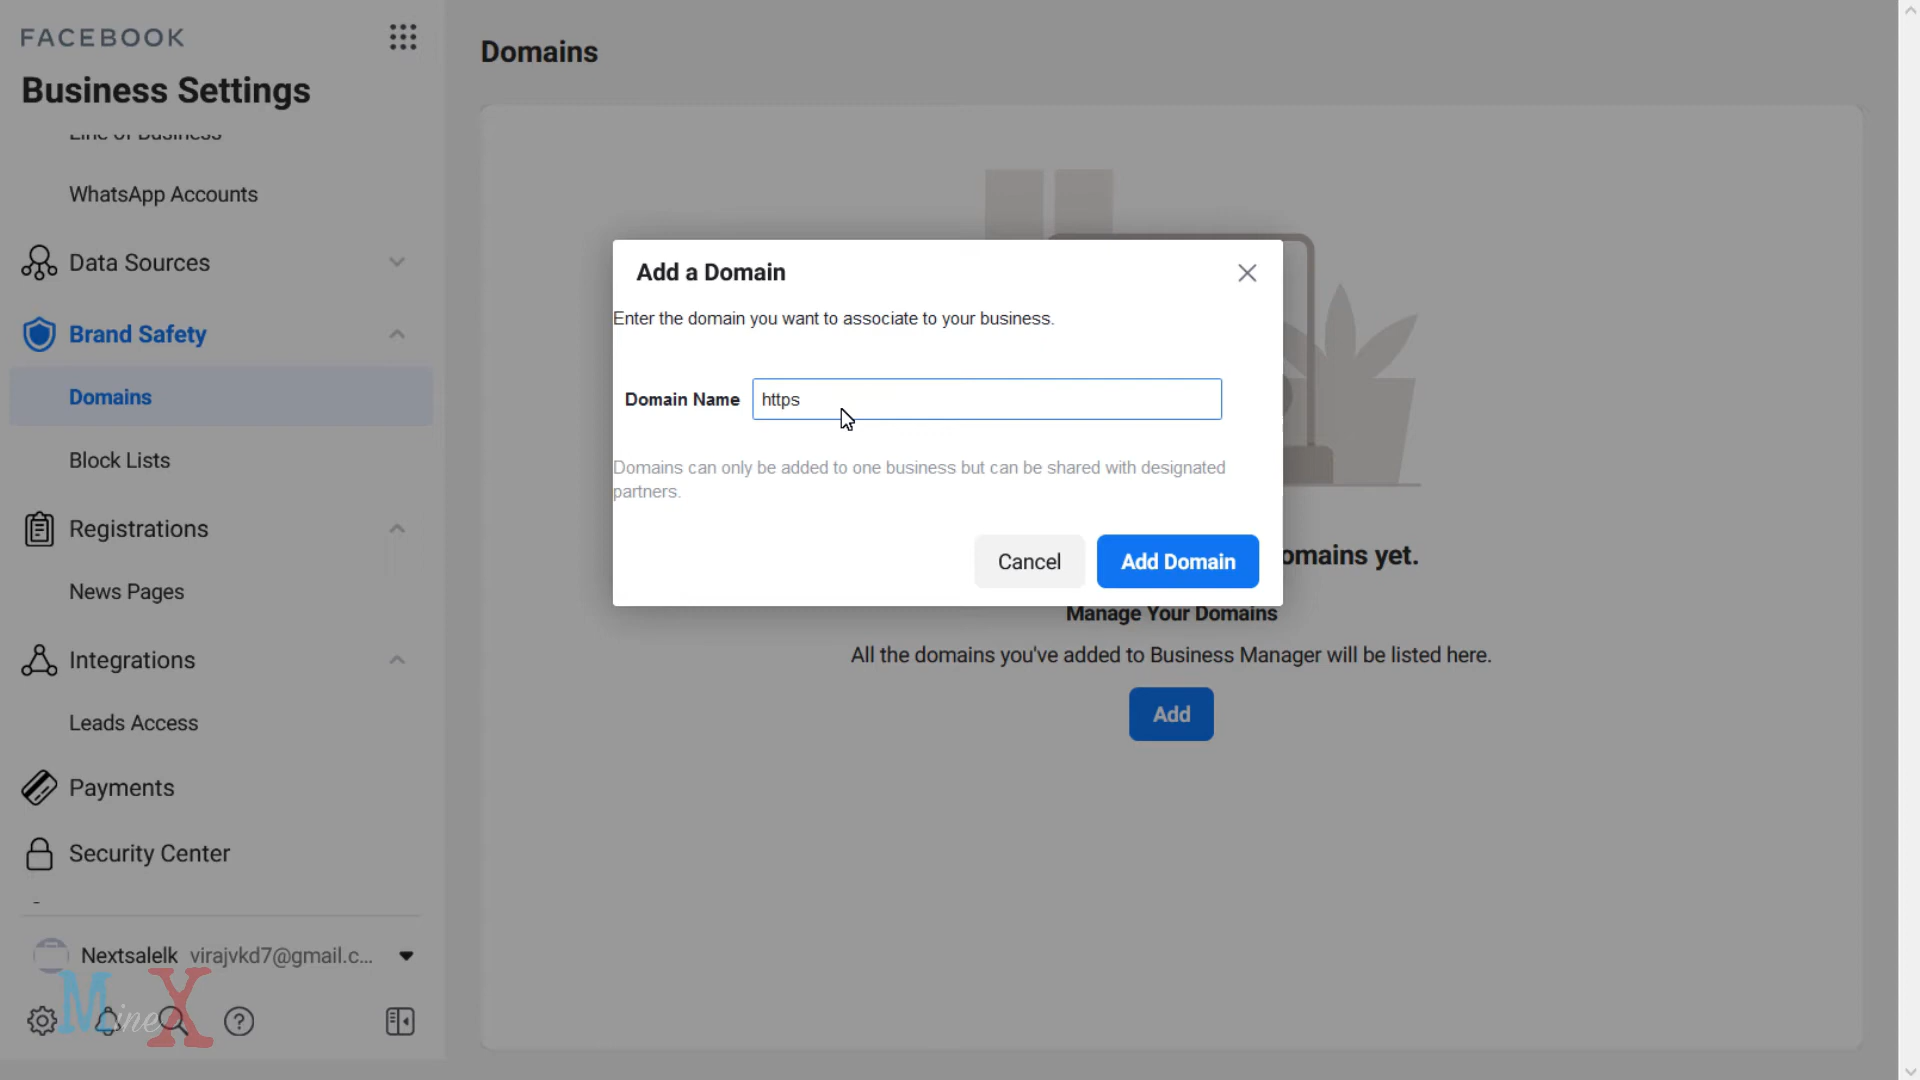 FACEBOOK
Business Settings
Line of Business
WhatsApp Accounts
Data Sources
Brand Safety
Domains
Block Lists
Registrations
News Pages
Integrations
Leads Access
Payments
Security Center
Nextsalelk virajvkd7@gmail.c...
MineX
Domains
Add a Domain
Enter the domain you want to associate to your business.
Domain Name https
Domains can only be added to one business but can be shared with designated
partners.
Cancel Add Domain
omains yet.
Manage Your Domains
All the domains you've added to Business Manager will be listed here.
Add